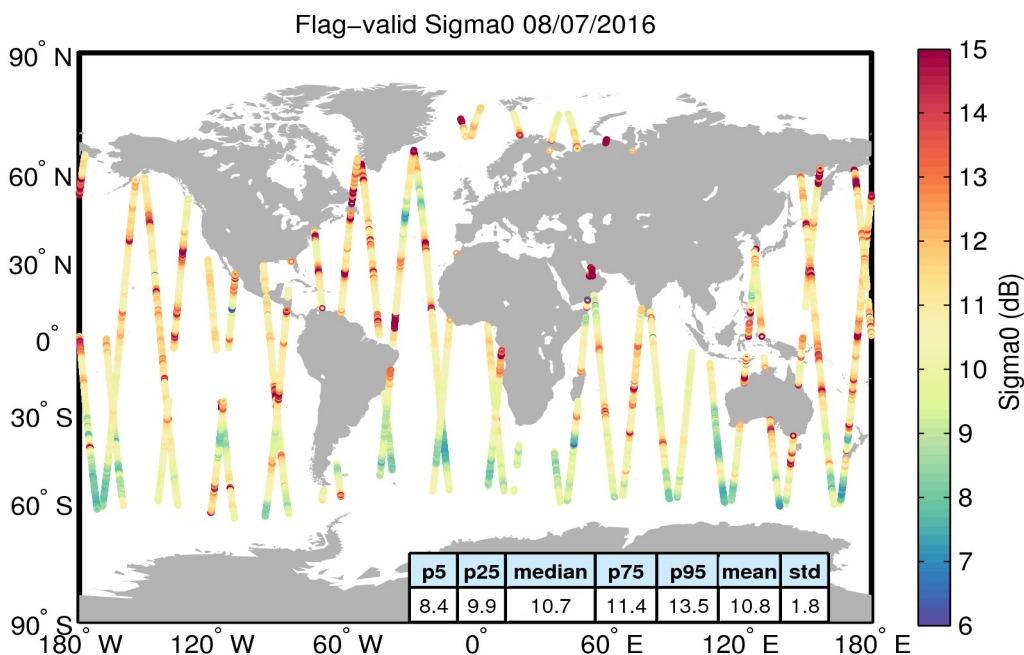 Flag−valid Sigma0 08/07/2016
90° N
60° N
30° N
0°
30° S
60° S
90° S
180° W
120° W
60° W
0°
60° E
120° E
180° E
p5 p25 median p75 p95 mean std
8.4 9.9 10.7 11.4 13.5 10.8 1.8
15
14
13
12
11
10
9
8
7
6
Sigma0 (dB)